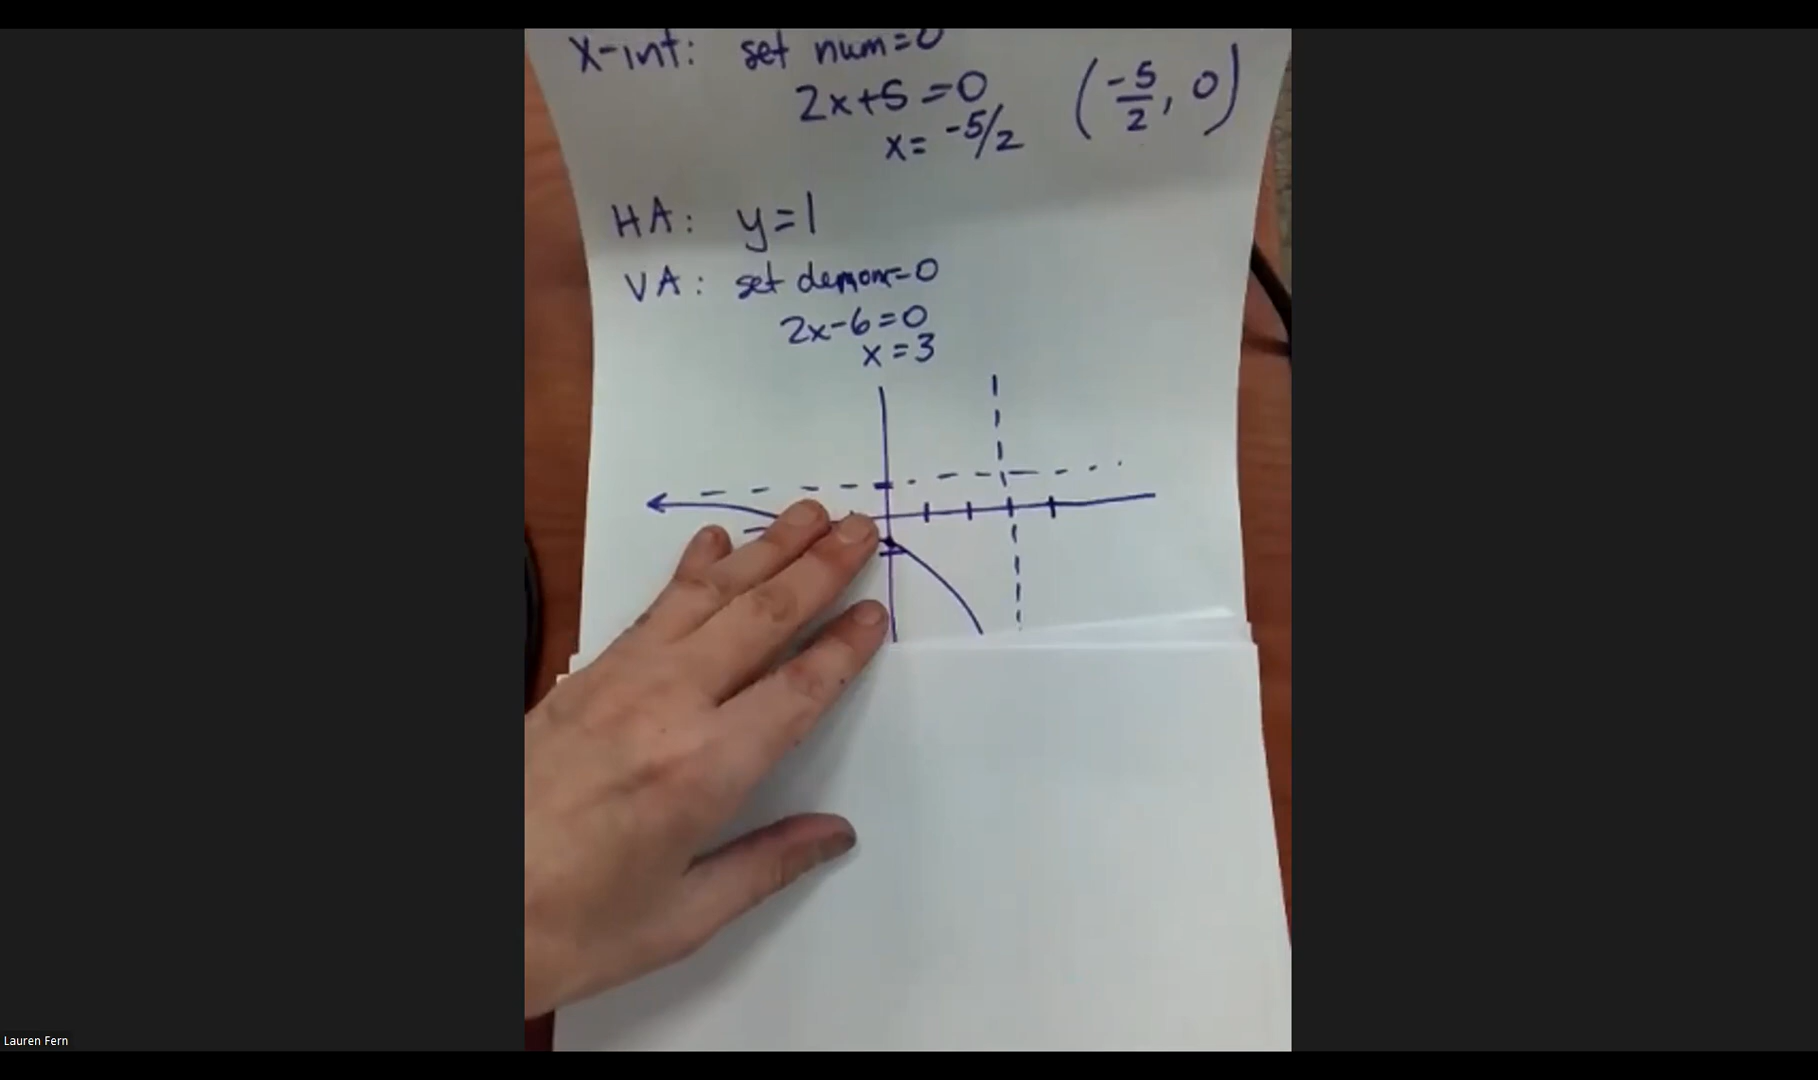 X-int: set num=0
2x+5=0
x= -5/2
(-5/2, 0)
HA: y=1
VA: set denom=0
2x-6=0
x=3
Lauren Fern